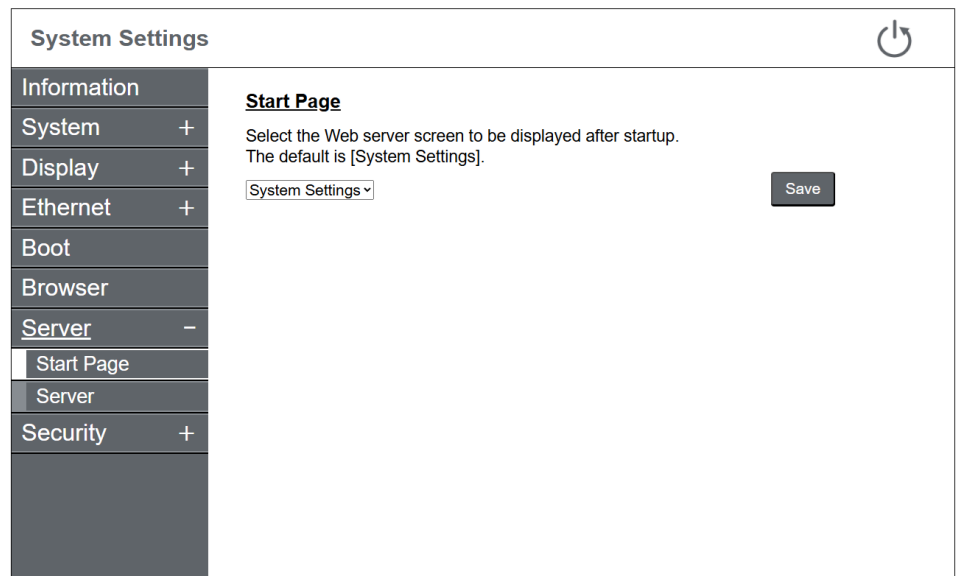 System Settings
Information
System +
Display +
Ethernet +
Boot
Browser
Server -
Start Page
Server
Security +
Start Page
Select the Web server screen to be displayed after startup.
The default is [System Settings].
System Settings
Save